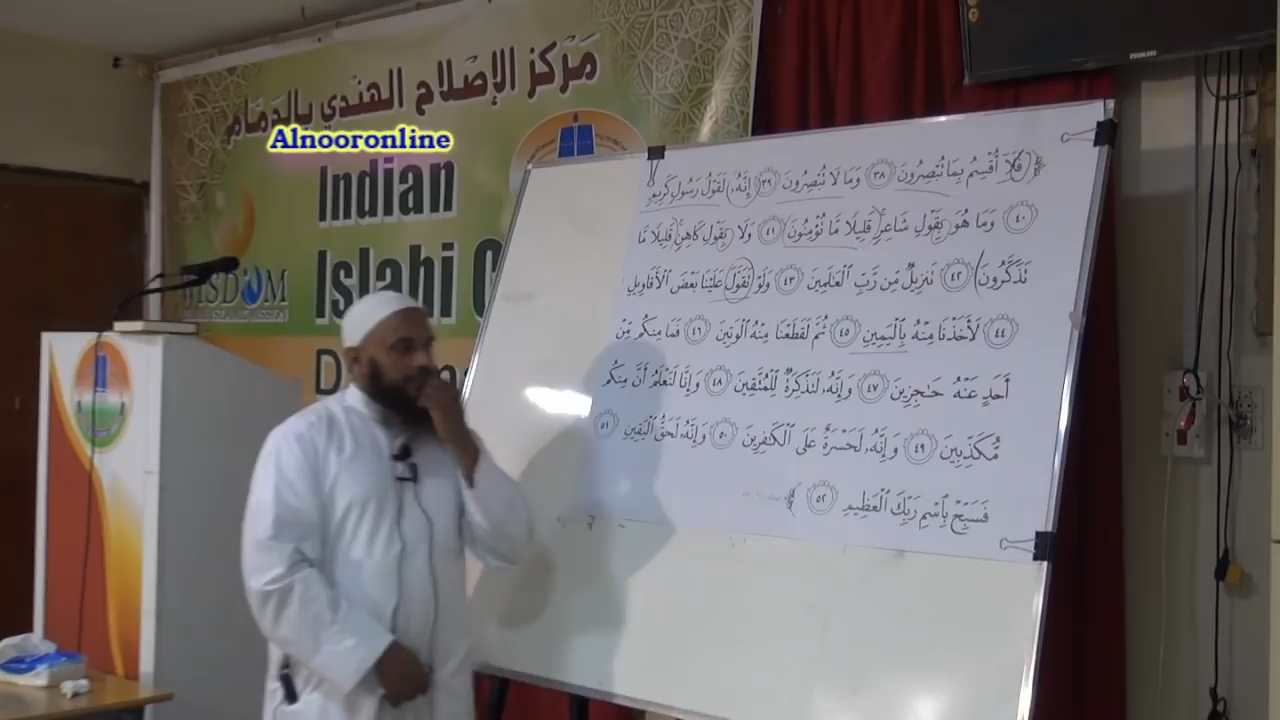 مركز الإصلاح الهندي بالدمام
Alnooronline
Indian
Islahi C
WISDOM
﴿فَلَآ أُقْسِمُ بِمَا تُبْصِرُونَ ٣٨ وَمَا لَا تُبْصِرُونَ ٣٩ إِنَّهُۥ لَقَوْلُ رَسُولٍ كَرِيمٍ
٤٠ وَمَا هُوَ بِقَوْلِ شَاعِرٍ قَلِيلًا مَّا تُؤْمِنُونَ ٤١ وَلَا بِقَوْلِ كَاهِنٍ قَلِيلًا مَّا
تَذَكَّرُونَ ٤٢ تَنزِيلٌ مِّن رَّبِّ ٱلْعَٰلَمِينَ ٤٣ وَلَوْ تَقَوَّلَ عَلَيْنَا بَعْضَ ٱلْأَقَاوِيلِ
٤٤ لَأَخَذْنَا مِنْهُ بِٱلْيَمِينِ ٤٥ ثُمَّ لَقَطَعْنَا مِنْهُ ٱلْوَتِينَ ٤٦ فَمَا مِنكُم مِّنْ
أَحَدٍ عَنْهُ حَٰجِزِينَ ٤٧ وَإِنَّهُۥ لَتَذْكِرَةٌ لِّلْمُتَّقِينَ ٤٨ وَإِنَّا لَنَعْلَمُ أَنَّ مِنكُم
مُّكَذِّبِينَ ٤٩ وَإِنَّهُۥ لَحَسْرَةٌ عَلَى ٱلْكَٰفِرِينَ ٥٠ وَإِنَّهُۥ لَحَقُّ ٱلْيَقِينِ ٥١
فَسَبِّحْ بِٱسْمِ رَبِّكَ ٱلْعَظِيمِ ٥٢﴾